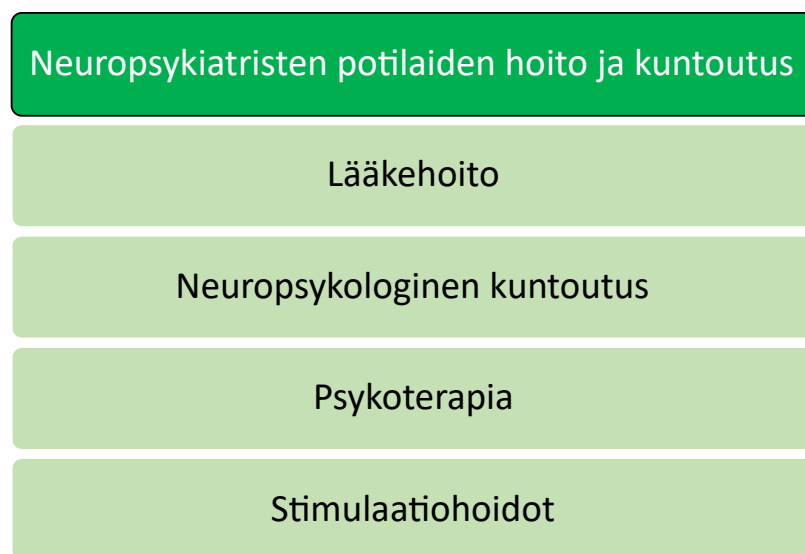 Neuropsykiatristen potilaiden hoito ja kuntoutus
Lääkehoito
Neuropsykologinen kuntoutus
Psykoterapia
Stimulaatiohoidot